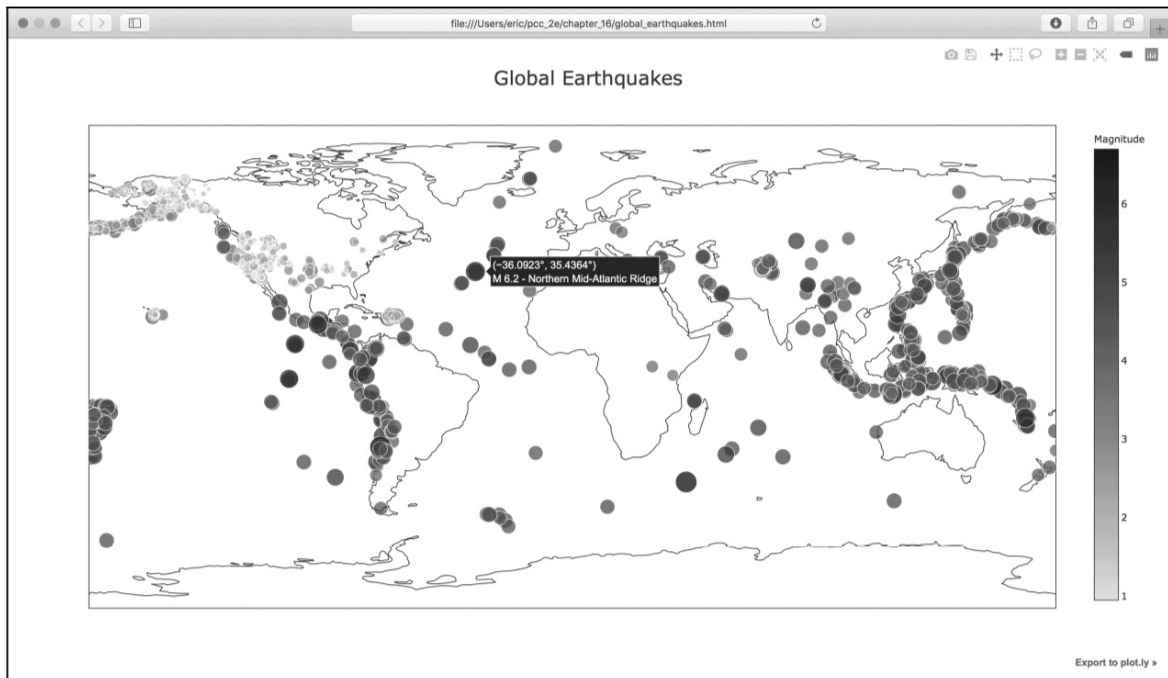 file:///Users/eric/pcc_2e/chapter_16/global_earthquakes.html
Global Earthquakes
Magnitude
(−36.0923°, 35.4364°)
M 6.2 - Northern Mid-Atlantic Ridge
6
5
4
3
2
1
Export to plot.ly »